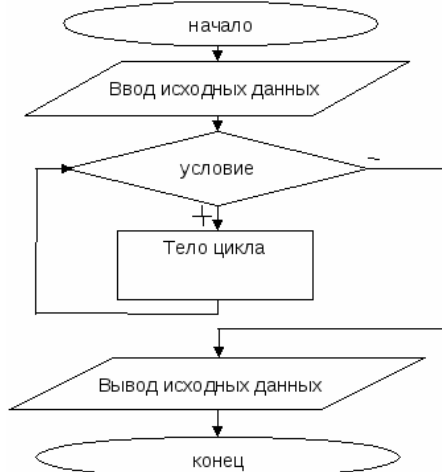 начало
Ввод исходных данных
условие
-
+
Тело цикла
Вывод исходных данных
конец